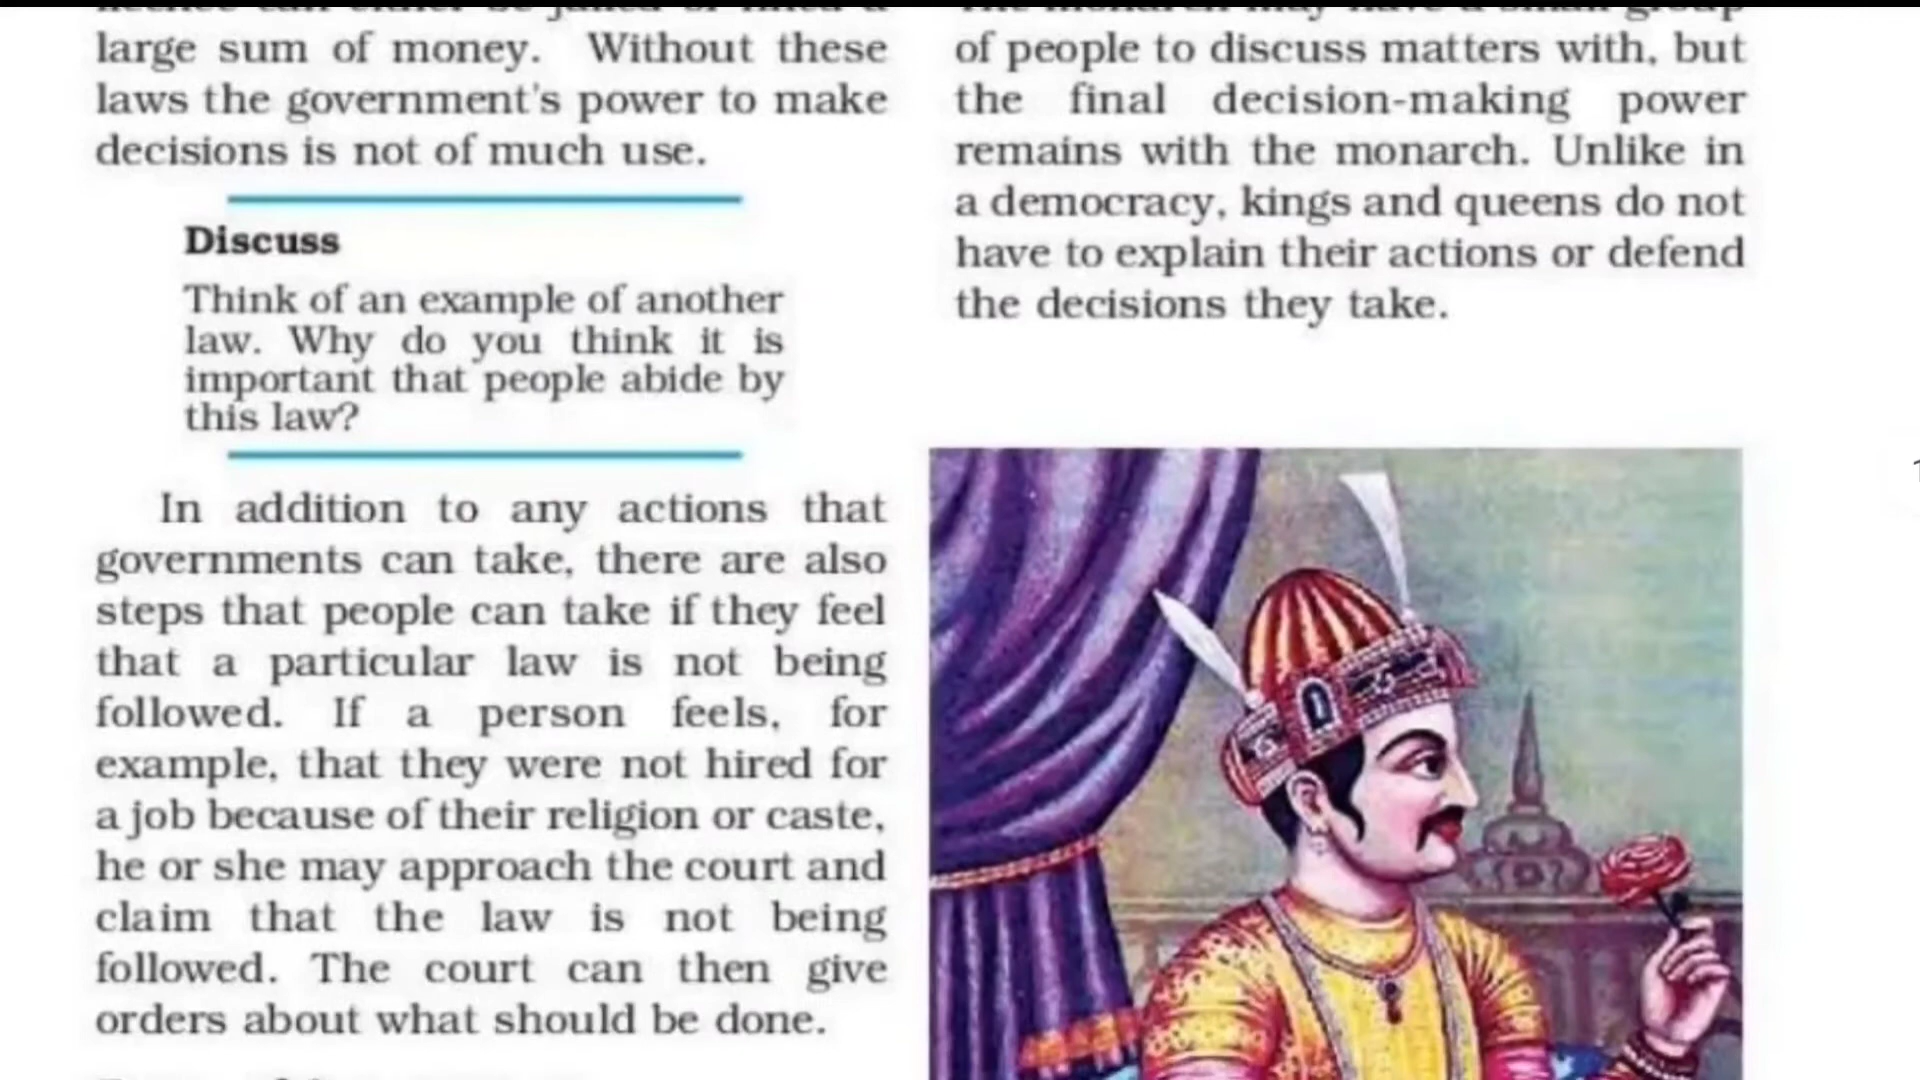 large sum of money. Without these
laws the government's power to make
decisions is not of much use.
Discuss
Think of an example of another
law. Why do you think it is
important that people abide by
this law?
In addition to any actions that
governments can take, there are also
steps that people can take if they feel
that a particular law is not being
followed. If a person feels, for
example, that they were not hired for
a job because of their religion or caste,
he or she may approach the court and
claim that the law is not being
followed. The court can then give
orders about what should be done.
of people to discuss matters with, but
the final decision-making power
remains with the monarch. Unlike in
a democracy, kings and queens do not
have to explain their actions or defend
the decisions they take.